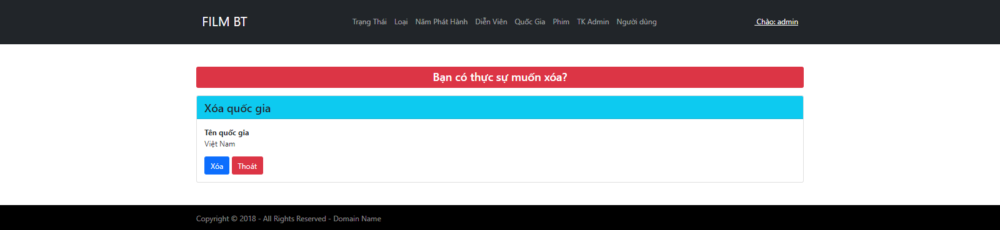 FILM BT
Trạng Thái Loại Năm Phát Hành Diễn Viên Quốc Gia Phim TK Admin Người dùng
Chào: admin
Bạn có thực sự muốn xóa?
Xóa quốc gia
Tên quốc gia
Việt Nam
Xóa Thoát
Copyright © 2018 - All Rights Reserved - Domain Name